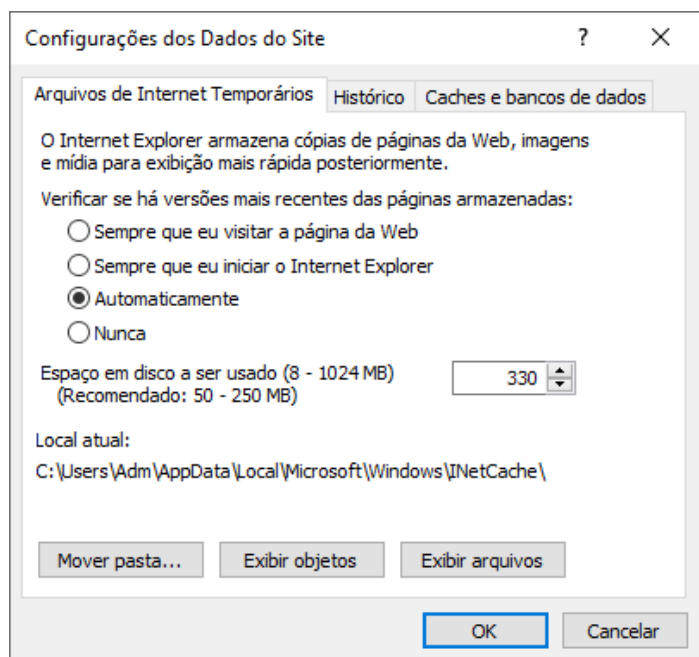 Configurações dos Dados do Site
Arquivos de Internet Temporários Histórico Caches e bancos de dados
O Internet Explorer armazena cópias de páginas da Web, imagens
e mídia para exibição mais rápida posteriormente.
Verificar se há versões mais recentes das páginas armazenadas:
Sempre que eu visitar a página da Web
Sempre que eu iniciar o Internet Explorer
Automaticamente
Nunca
Espaço em disco a ser usado (8 - 1024 MB) 330
(Recomendado: 50 - 250 MB)
Local atual:
C:\Users\Adm\AppData\Local\Microsoft\Windows\INetCache\
Mover pasta... Exibir objetos Exibir arquivos
OK Cancelar